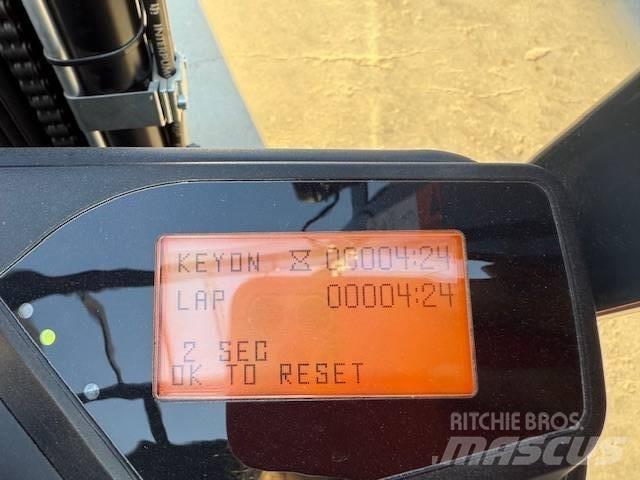 KEYON 00004:24
LAP 00004:24
2 SEC
OK TO RESET
RITCHIE BROS.
MASCUS